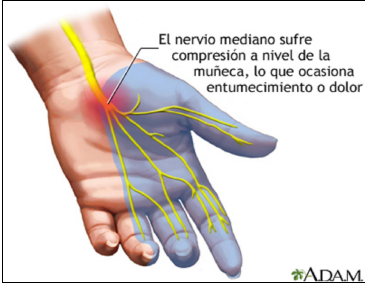 El nervio mediano sufre
compresión a nivel de la
muñeca, lo que ocasiona
entumecimiento o dolor
A.D.A.M.